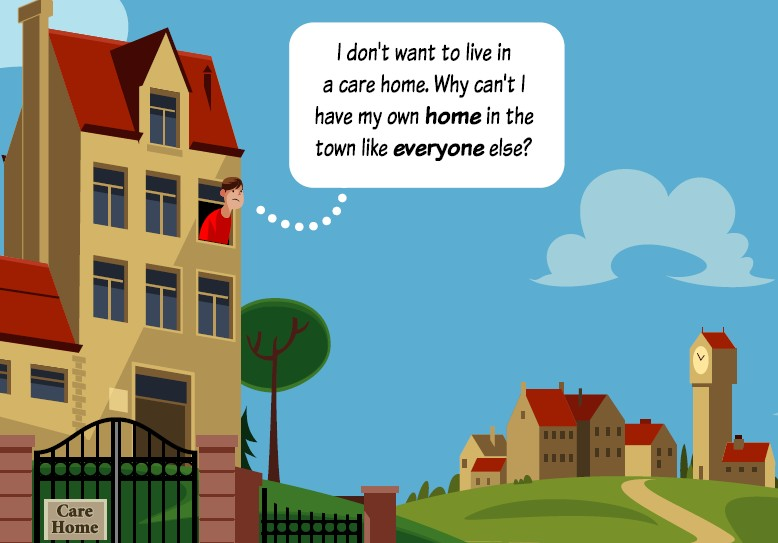 I don't want to live in
a care home. Why can't I
have my own home in the
town like everyone else?
Care
Home